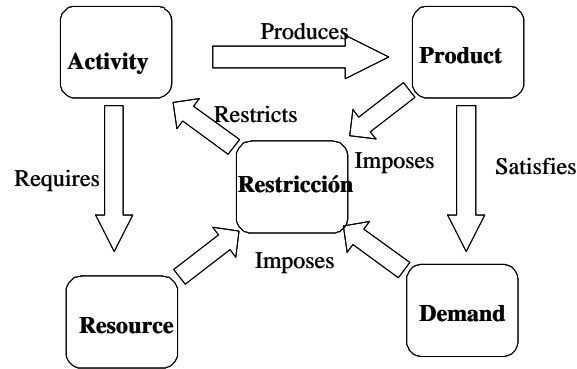 Produces
Activity
Product
Restricts
Imposes
Requires
Restricción
Satisfies
Imposes
Resource
Demand